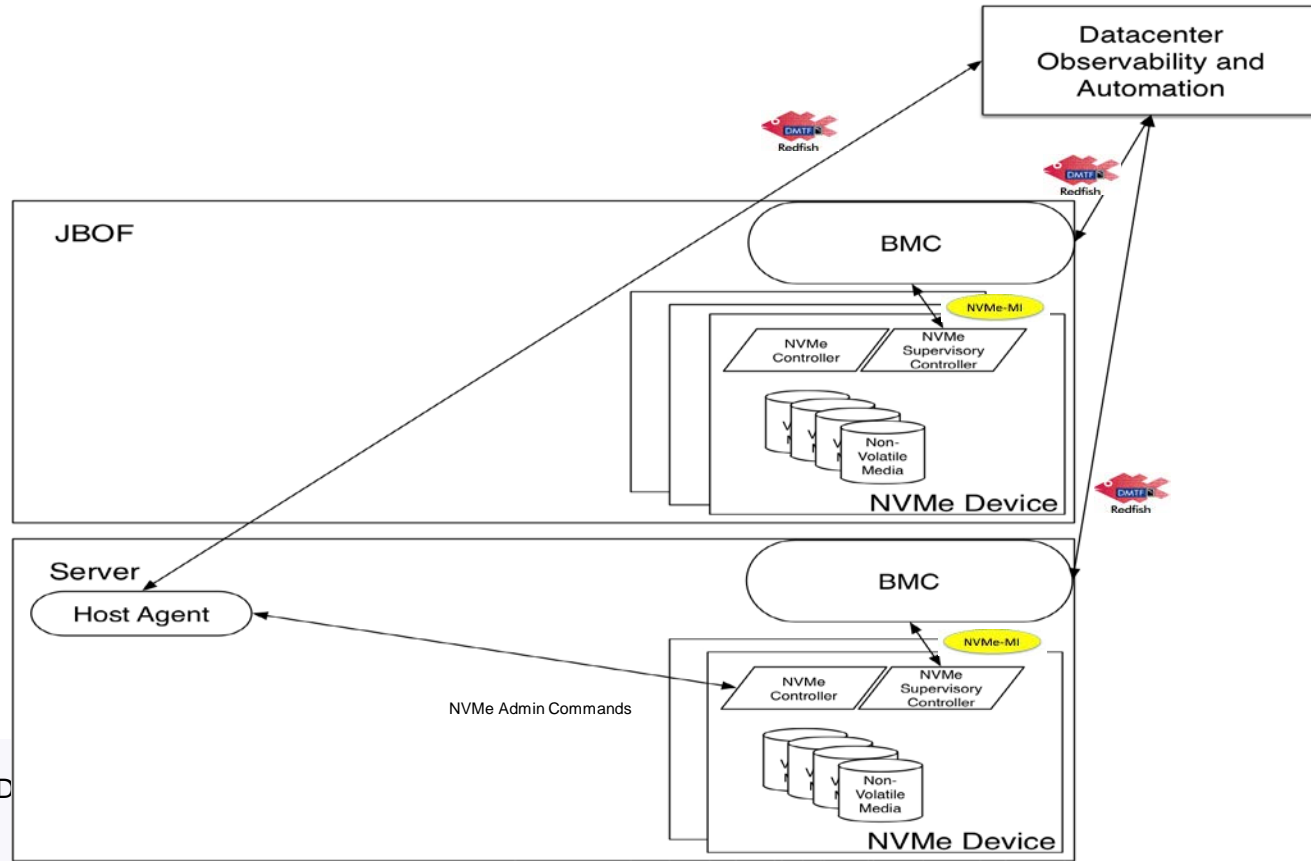 Datacenter
Observability and
Automation
DMTF
Redfish
DMTF
Redfish
JBOF
BMC
NVMe-MI
NVMe
Controller
NVMe
Supervisory
Controller
Non-
Volatile
Media
NVMe Device
DMTF
Redfish
Server
BMC
Host Agent
NVMe-MI
NVMe
Controller
NVMe
Supervisory
Controller
NVMe Admin Commands
Non-
Volatile
Media
NVMe Device
D